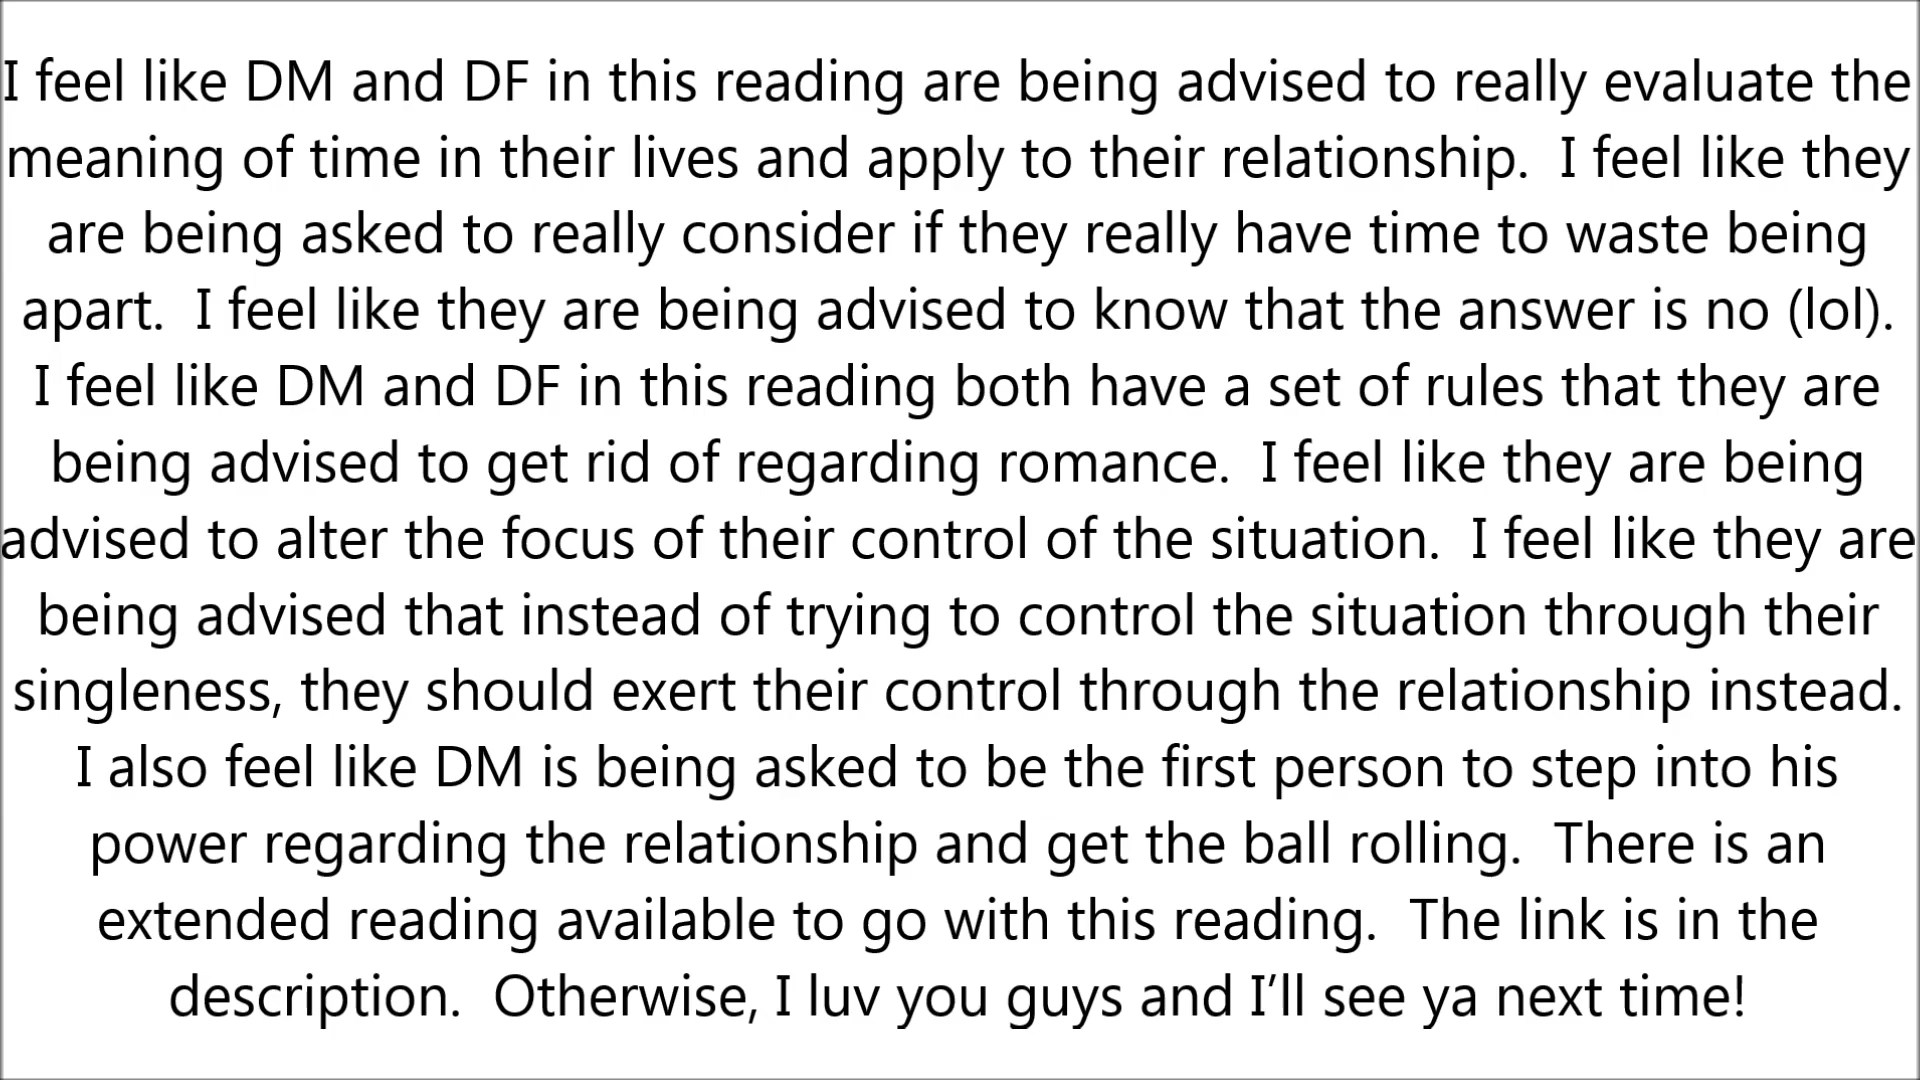 I feel like DM and DF in this reading are being advised to really evaluate the
meaning of time in their lives and apply to their relationship.  I feel like they
are being asked to really consider if they really have time to waste being
apart.  I feel like they are being advised to know that the answer is no (lol).
I feel like DM and DF in this reading both have a set of rules that they are
being advised to get rid of regarding romance.  I feel like they are being
advised to alter the focus of their control of the situation.  I feel like they are
being advised that instead of trying to control the situation through their
singleness, they should exert their control through the relationship instead.
I also feel like DM is being asked to be the first person to step into his
power regarding the relationship and get the ball rolling.  There is an
extended reading available to go with this reading.  The link is in the
description.  Otherwise, I luv you guys and I’ll see ya next time!